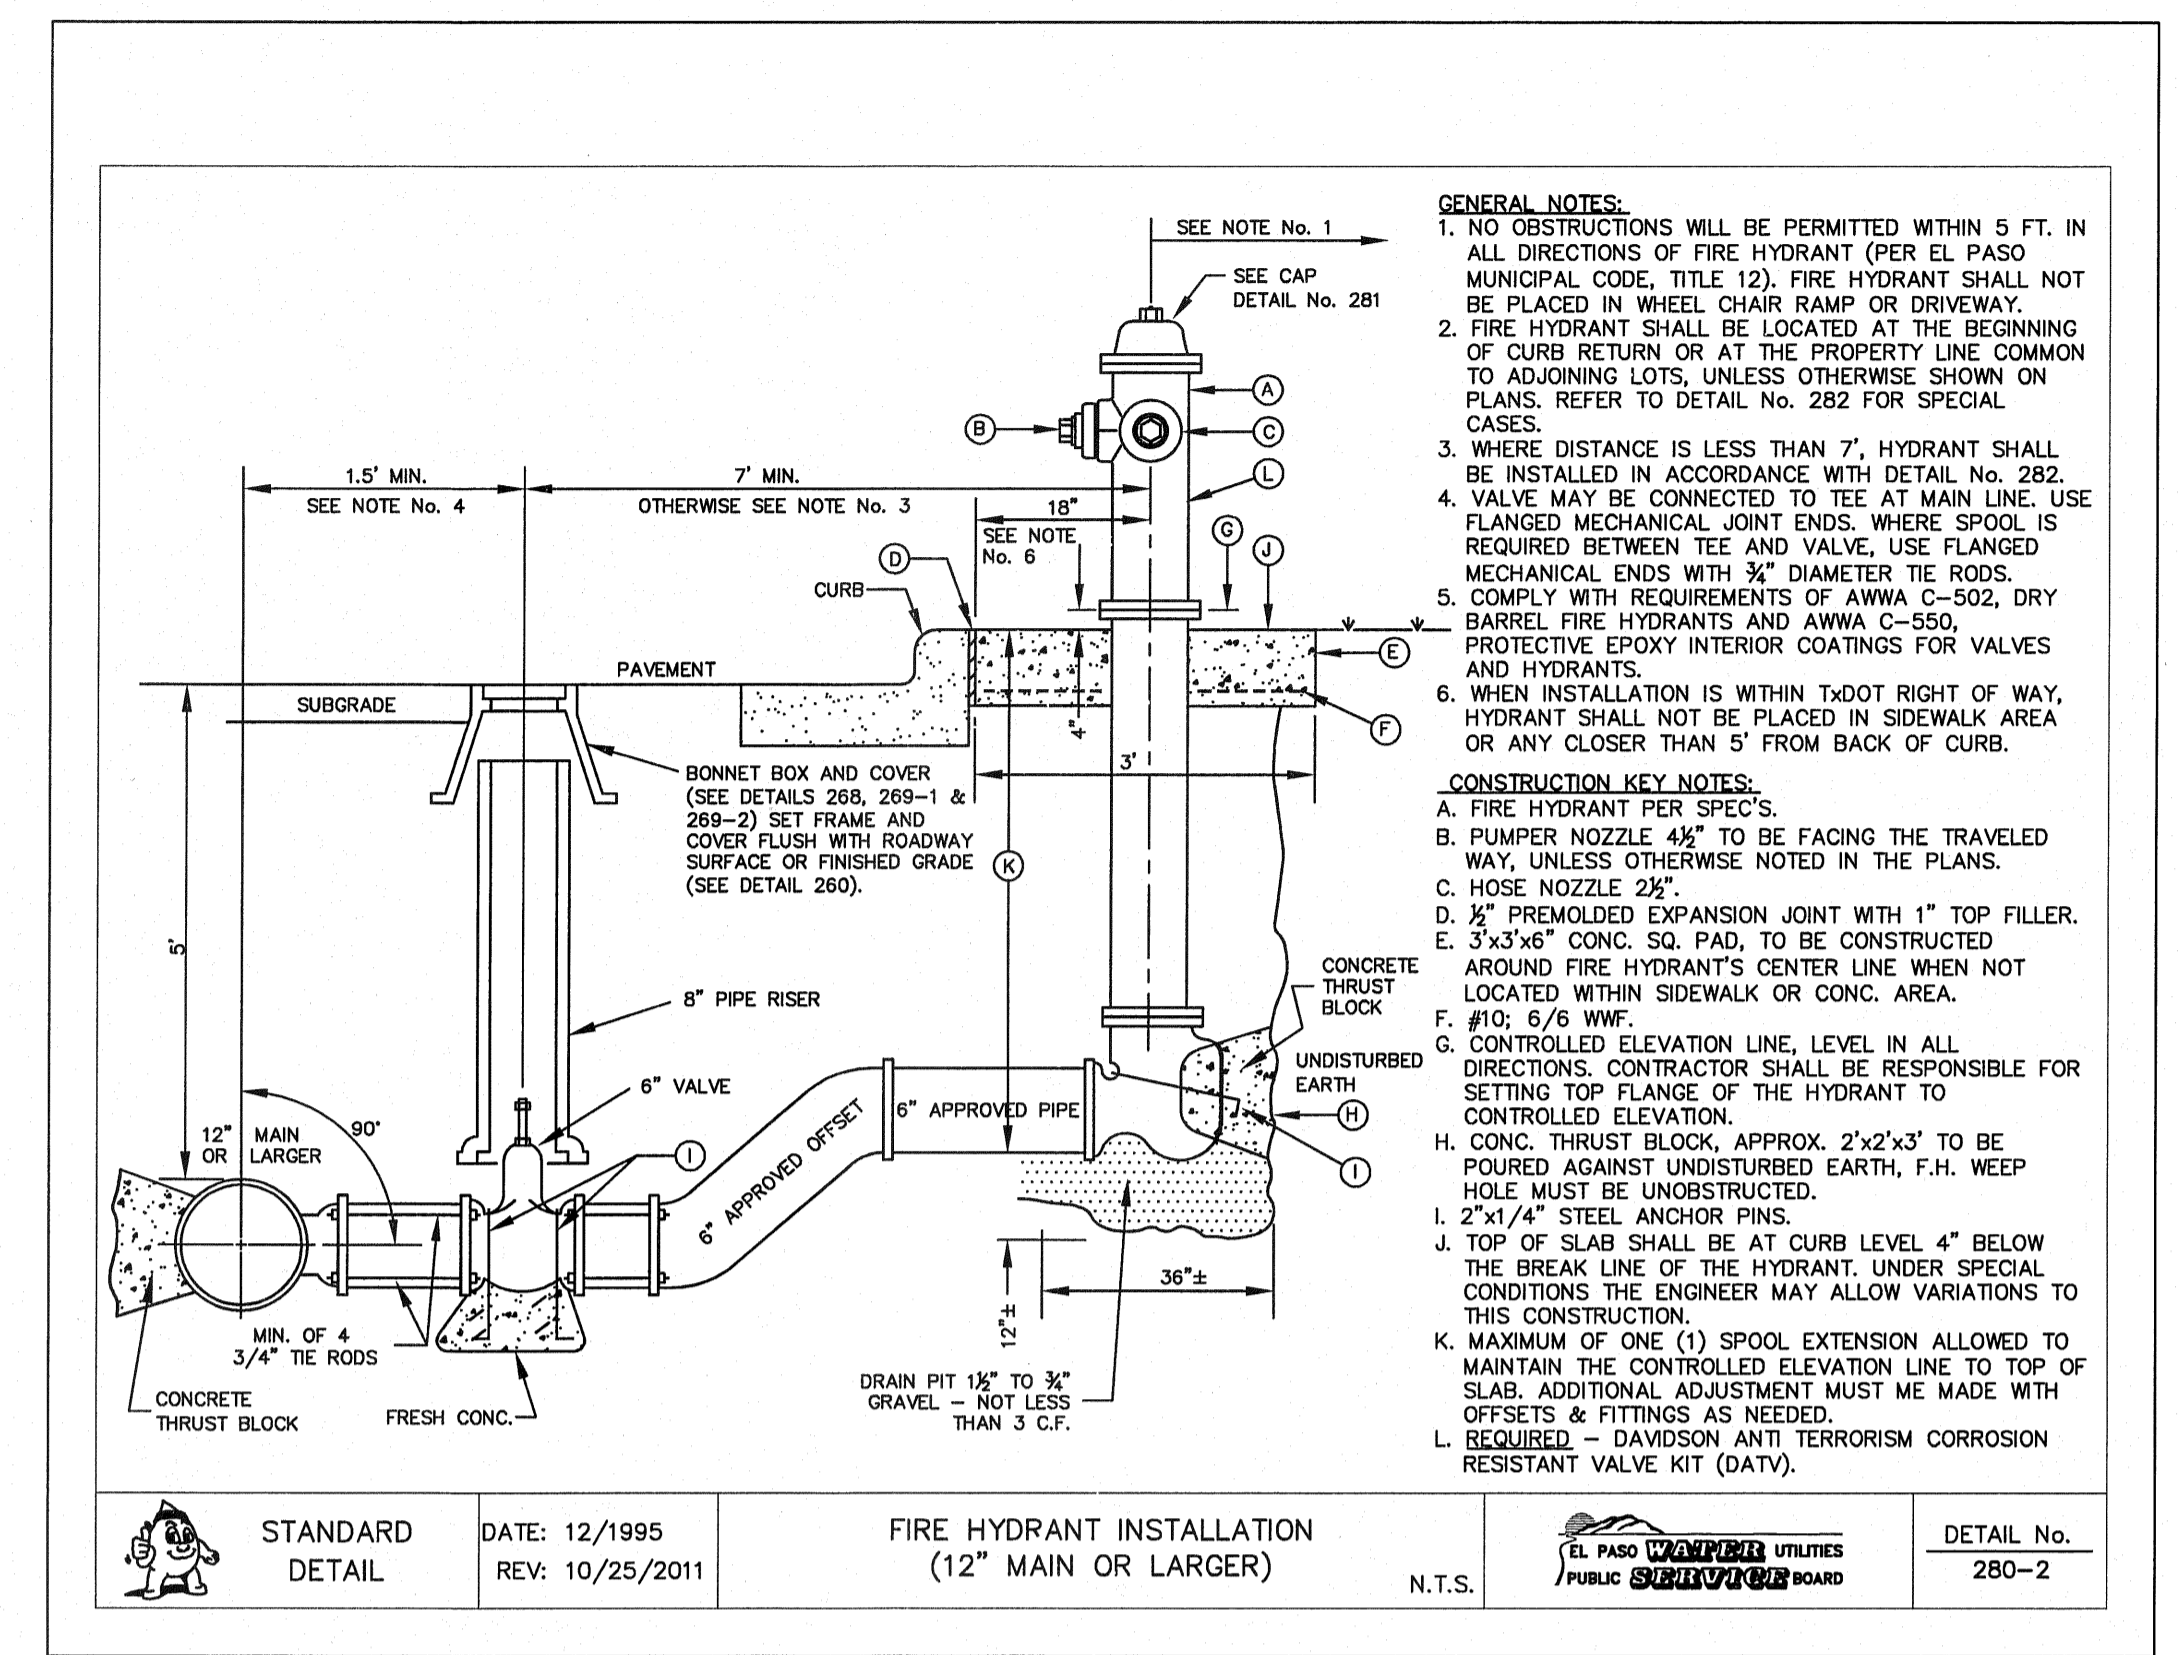 SEE NOTE No. 1
SEE CAP
DETAIL No. 281
A
B
C
L
1.5' MIN.
SEE NOTE No. 4
7' MIN.
OTHERWISE SEE NOTE No. 3
18"
SEE NOTE
No. 6
G
J
D
CURB
E
PAVEMENT
SUBGRADE
4"
F
3'
BONNET BOX AND COVER
(SEE DETAILS 268, 269-1 &
269-2) SET FRAME AND
COVER FLUSH WITH ROADWAY
SURFACE OR FINISHED GRADE
(SEE DETAIL 260).
K
5'
8" PIPE RISER
CONCRETE
THRUST
BLOCK
UNDISTURBED
EARTH
6" VALVE
6" APPROVED PIPE
H
12" MAIN
OR LARGER
90°
I
I
6" APPROVED OFFSET
36"±
12"±
MIN. OF 4
3/4" TIE RODS
CONCRETE
THRUST BLOCK
FRESH CONC.
DRAIN PIT 1½" TO ¾"
GRAVEL - NOT LESS
THAN 3 C.F.
GENERAL NOTES:
1. NO OBSTRUCTIONS WILL BE PERMITTED WITHIN 5 FT. IN
ALL DIRECTIONS OF FIRE HYDRANT (PER EL PASO
MUNICIPAL CODE, TITLE 12). FIRE HYDRANT SHALL NOT
BE PLACED IN WHEEL CHAIR RAMP OR DRIVEWAY.
2. FIRE HYDRANT SHALL BE LOCATED AT THE BEGINNING
OF CURB RETURN OR AT THE PROPERTY LINE COMMON
TO ADJOINING LOTS, UNLESS OTHERWISE SHOWN ON
PLANS. REFER TO DETAIL No. 282 FOR SPECIAL
CASES.
3. WHERE DISTANCE IS LESS THAN 7', HYDRANT SHALL
BE INSTALLED IN ACCORDANCE WITH DETAIL No. 282.
4. VALVE MAY BE CONNECTED TO TEE AT MAIN LINE. USE
FLANGED MECHANICAL JOINT ENDS. WHERE SPOOL IS
REQUIRED BETWEEN TEE AND VALVE, USE FLANGED
MECHANICAL ENDS WITH ¾" DIAMETER TIE RODS.
5. COMPLY WITH REQUIREMENTS OF AWWA C-502, DRY
BARREL FIRE HYDRANTS AND AWWA C-550,
PROTECTIVE EPOXY INTERIOR COATINGS FOR VALVES
AND HYDRANTS.
6. WHEN INSTALLATION IS WITHIN TxDOT RIGHT OF WAY,
HYDRANT SHALL NOT BE PLACED IN SIDEWALK AREA
OR ANY CLOSER THAN 5' FROM BACK OF CURB.
CONSTRUCTION KEY NOTES:
A. FIRE HYDRANT PER SPEC'S.
B. PUMPER NOZZLE 4½" TO BE FACING THE TRAVELED
WAY, UNLESS OTHERWISE NOTED IN THE PLANS.
C. HOSE NOZZLE 2½".
D. ½" PREMOLDED EXPANSION JOINT WITH 1" TOP FILLER.
E. 3'x3'x6" CONC. SQ. PAD, TO BE CONSTRUCTED
AROUND FIRE HYDRANT'S CENTER LINE WHEN NOT
LOCATED WITHIN SIDEWALK OR CONC. AREA.
F. #10; 6/6 WWF.
G. CONTROLLED ELEVATION LINE, LEVEL IN ALL
DIRECTIONS. CONTRACTOR SHALL BE RESPONSIBLE FOR
SETTING TOP FLANGE OF THE HYDRANT TO
CONTROLLED ELEVATION.
H. CONC. THRUST BLOCK, APPROX. 2'x2'x3' TO BE
POURED AGAINST UNDISTURBED EARTH, F.H. WEEP
HOLE MUST BE UNOBSTRUCTED.
I. 2"x1/4" STEEL ANCHOR PINS.
J. TOP OF SLAB SHALL BE AT CURB LEVEL 4" BELOW
THE BREAK LINE OF THE HYDRANT. UNDER SPECIAL
CONDITIONS THE ENGINEER MAY ALLOW VARIATIONS TO
THIS CONSTRUCTION.
K. MAXIMUM OF ONE (1) SPOOL EXTENSION ALLOWED TO
MAINTAIN THE CONTROLLED ELEVATION LINE TO TOP OF
SLAB. ADDITIONAL ADJUSTMENT MUST ME MADE WITH
OFFSETS & FITTINGS AS NEEDED.
L. REQUIRED - DAVIDSON ANTI TERRORISM CORROSION
RESISTANT VALVE KIT (DATV).
STANDARD
DETAIL
DATE: 12/1995
REV: 10/25/2011
FIRE HYDRANT INSTALLATION
(12" MAIN OR LARGER)
N.T.S.
EL PASO WATER UTILITIES
PUBLIC SERVICE BOARD
DETAIL No.
280-2